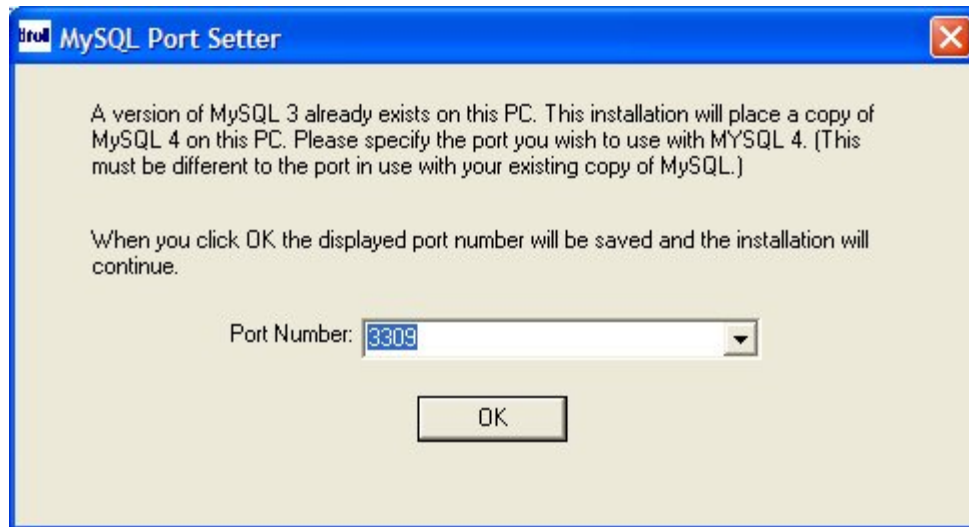 MySQL Port Setter
A version of MySQL 3 already exists on this PC. This installation will place a copy of
MySQL 4 on this PC. Please specify the port you wish to use with MYSQL 4. (This
must be different to the port in use with your existing copy of MySQL.)
When you click OK the displayed port number will be saved and the installation will
continue.
Port Number: 3309
OK